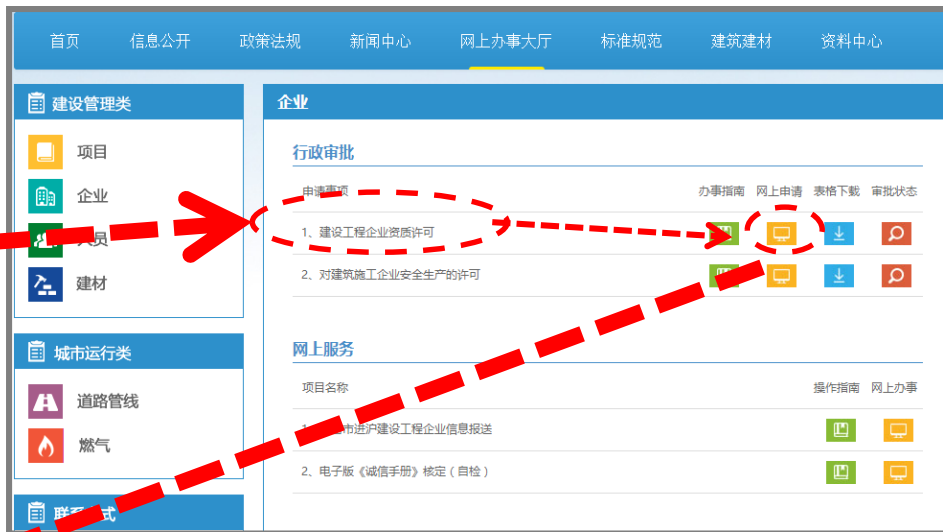 首页 信息公开 政策法规 新闻中心 网上办事大厅 标准规范 建筑建材 资料中心
建设管理类
项目
企业
人员
建材
城市运行类
道路管线
燃气
联系方式
企业
行政审批
申请事项 办事指南 网上申请 表格下载 审批状态
1、建设工程企业资质许可
2、对建筑施工企业安全生产的许可
网上服务
项目名称 操作指南 网上办事
市进沪建设工程企业信息报送
2、电子版《诚信手册》核定（自检）